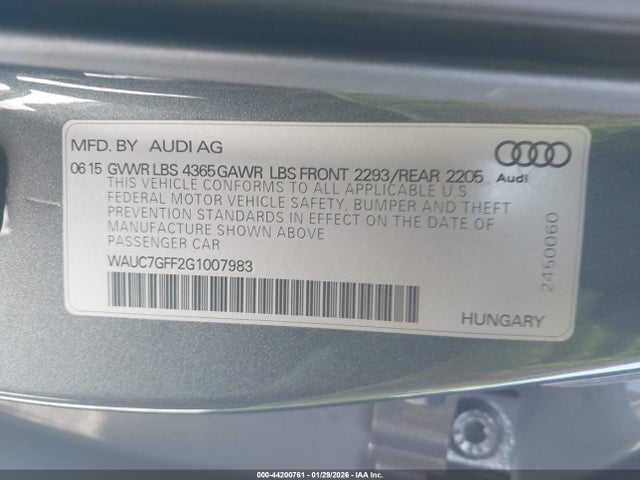 MFD. BY AUDI AG
Audi
06 15 GVWR LBS 4365 GAWR LBS FRONT 2293/REAR 2205
THIS VEHICLE CONFORMS TO ALL APPLICABLE U.S.
FEDERAL MOTOR VEHICLE SAFETY, BUMPER AND THEFT
PREVENTION STANDARDS IN EFFECT ON THE DATE OF
MANUFACTURE SHOWN ABOVE
PASSENGER CAR
WAUC7GFF2G1007983
2450060
HUNGARY
000-44200761 - 01/29/2026 - IAA Inc.